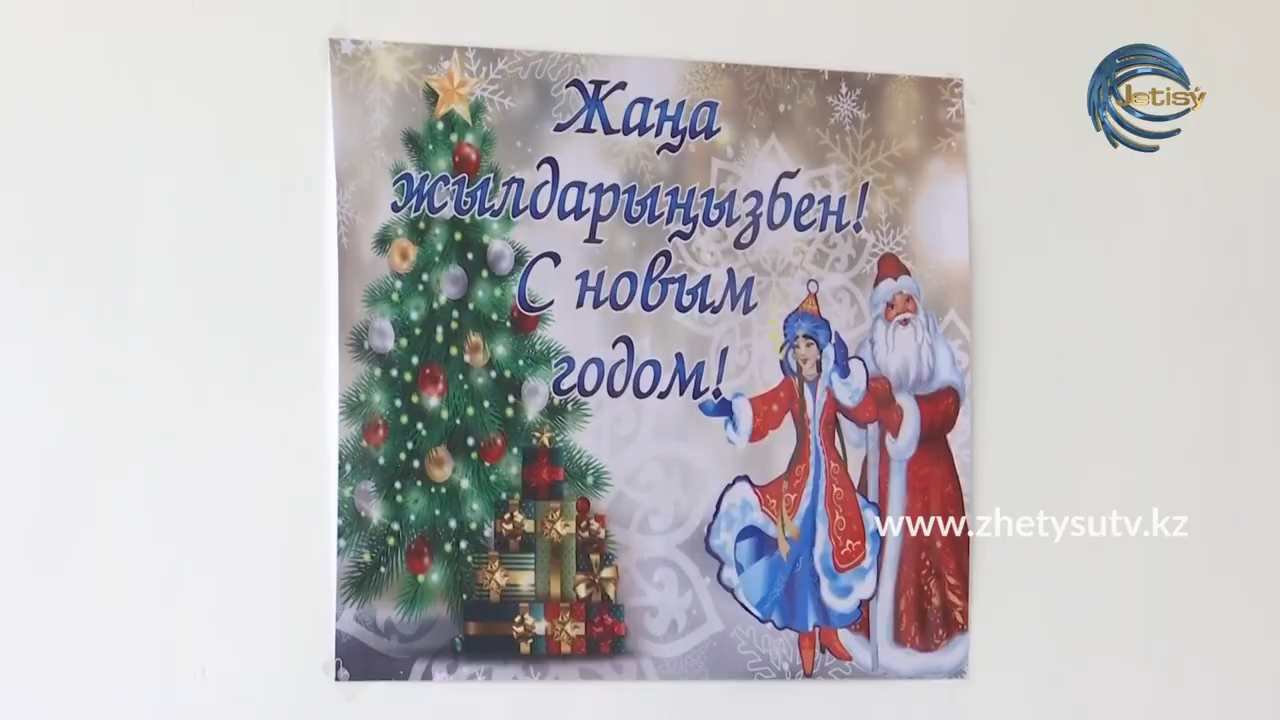 Jetisý
Жаңа
жылдарыңызбен!
С новым
годом!
www.zhetysutv.kz